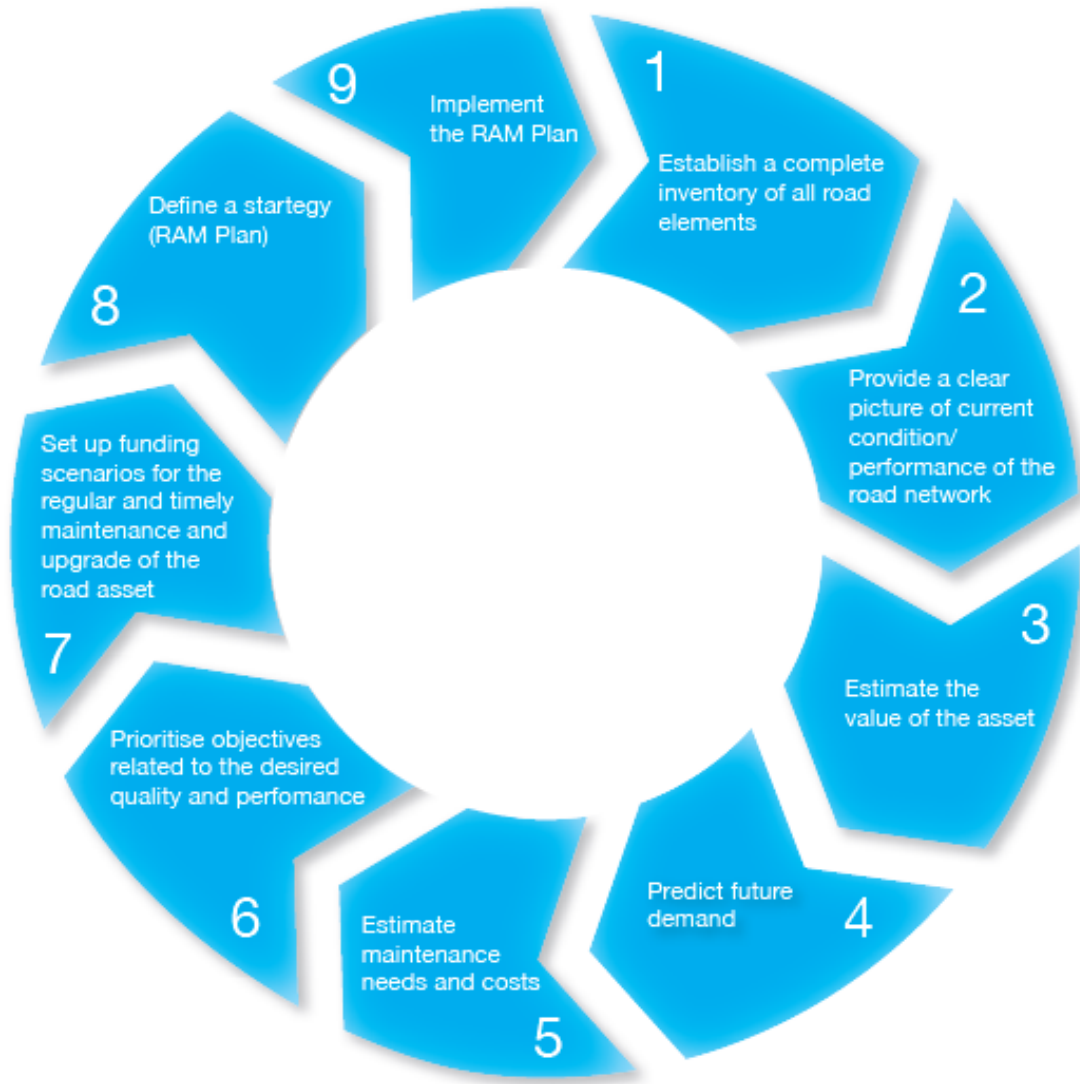 1
Establish a complete
inventory of all road
elements
2
Provide a clear
picture of current
condition/
performance of the
road network
3
Estimate the
value of the asset
4
Predict future
demand
5
Estimate
maintenance
needs and costs
6
Prioritise objectives
related to the desired
quality and perfomance
7
Set up funding
scenarios for the
regular and timely
maintenance and
upgrade of the
road asset
8
Define a startegy
(RAM Plan)
9
Implement
the RAM Plan